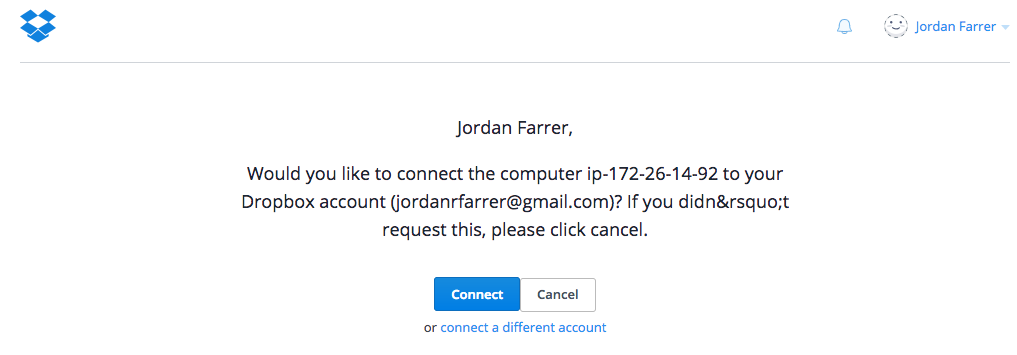 Jordan Farrer
Jordan Farrer,
Would you like to connect the computer ip-172-26-14-92 to your
Dropbox account (jordanrfarrer@gmail.com)? If you didn&rsquo;t
request this, please click cancel.
Connect Cancel
or connect a different account